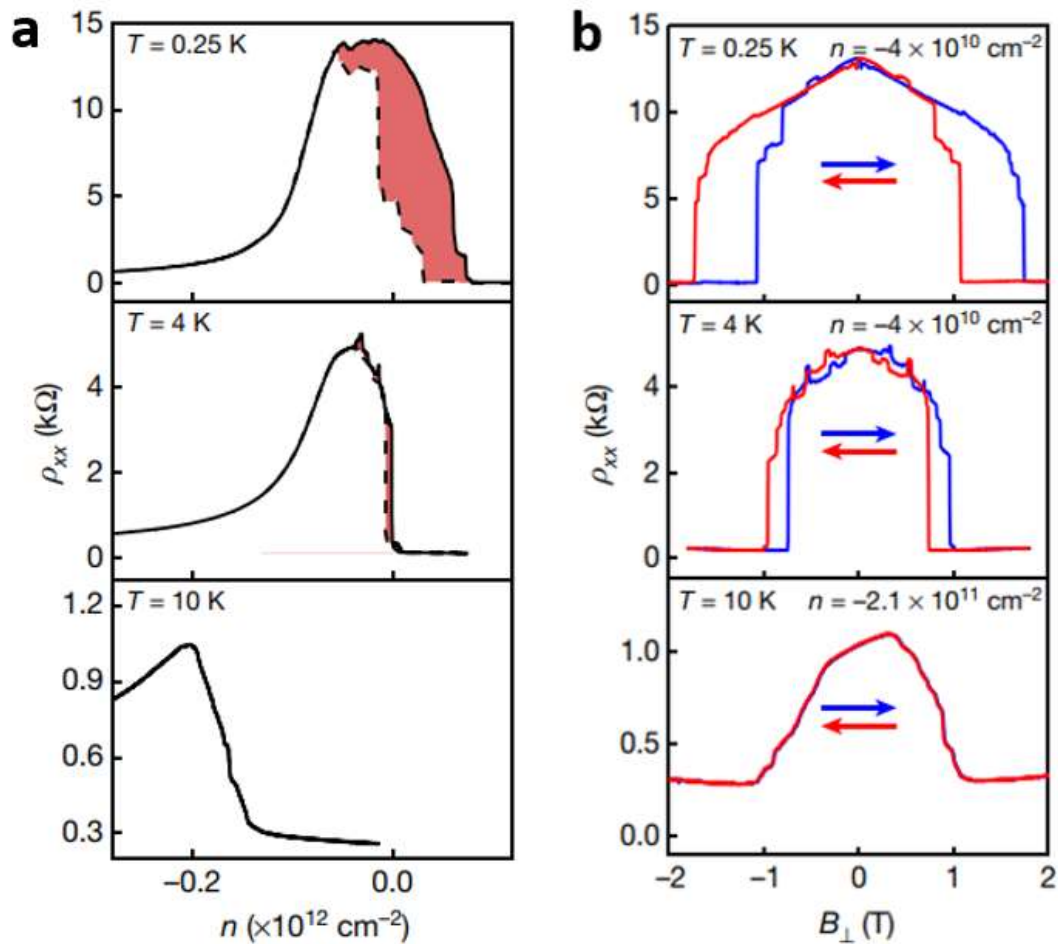 a
T = 0.25 K
15
10
5
0
T = 4 K
4
2
0
T = 10 K
1.2
0.9
0.6
0.3
−0.2
0.0
ρxx (kΩ)
n (×10¹² cm⁻²)
b
T = 0.25 K n = −4 × 10¹⁰ cm⁻²
15
10
5
0
T = 4 K n = −4 × 10¹⁰ cm⁻²
4
2
0
T = 10 K n = −2.1 × 10¹¹ cm⁻²
1.0
0.5
0.0
−2
−1
0
1
2
ρxx (kΩ)
B⊥ (T)